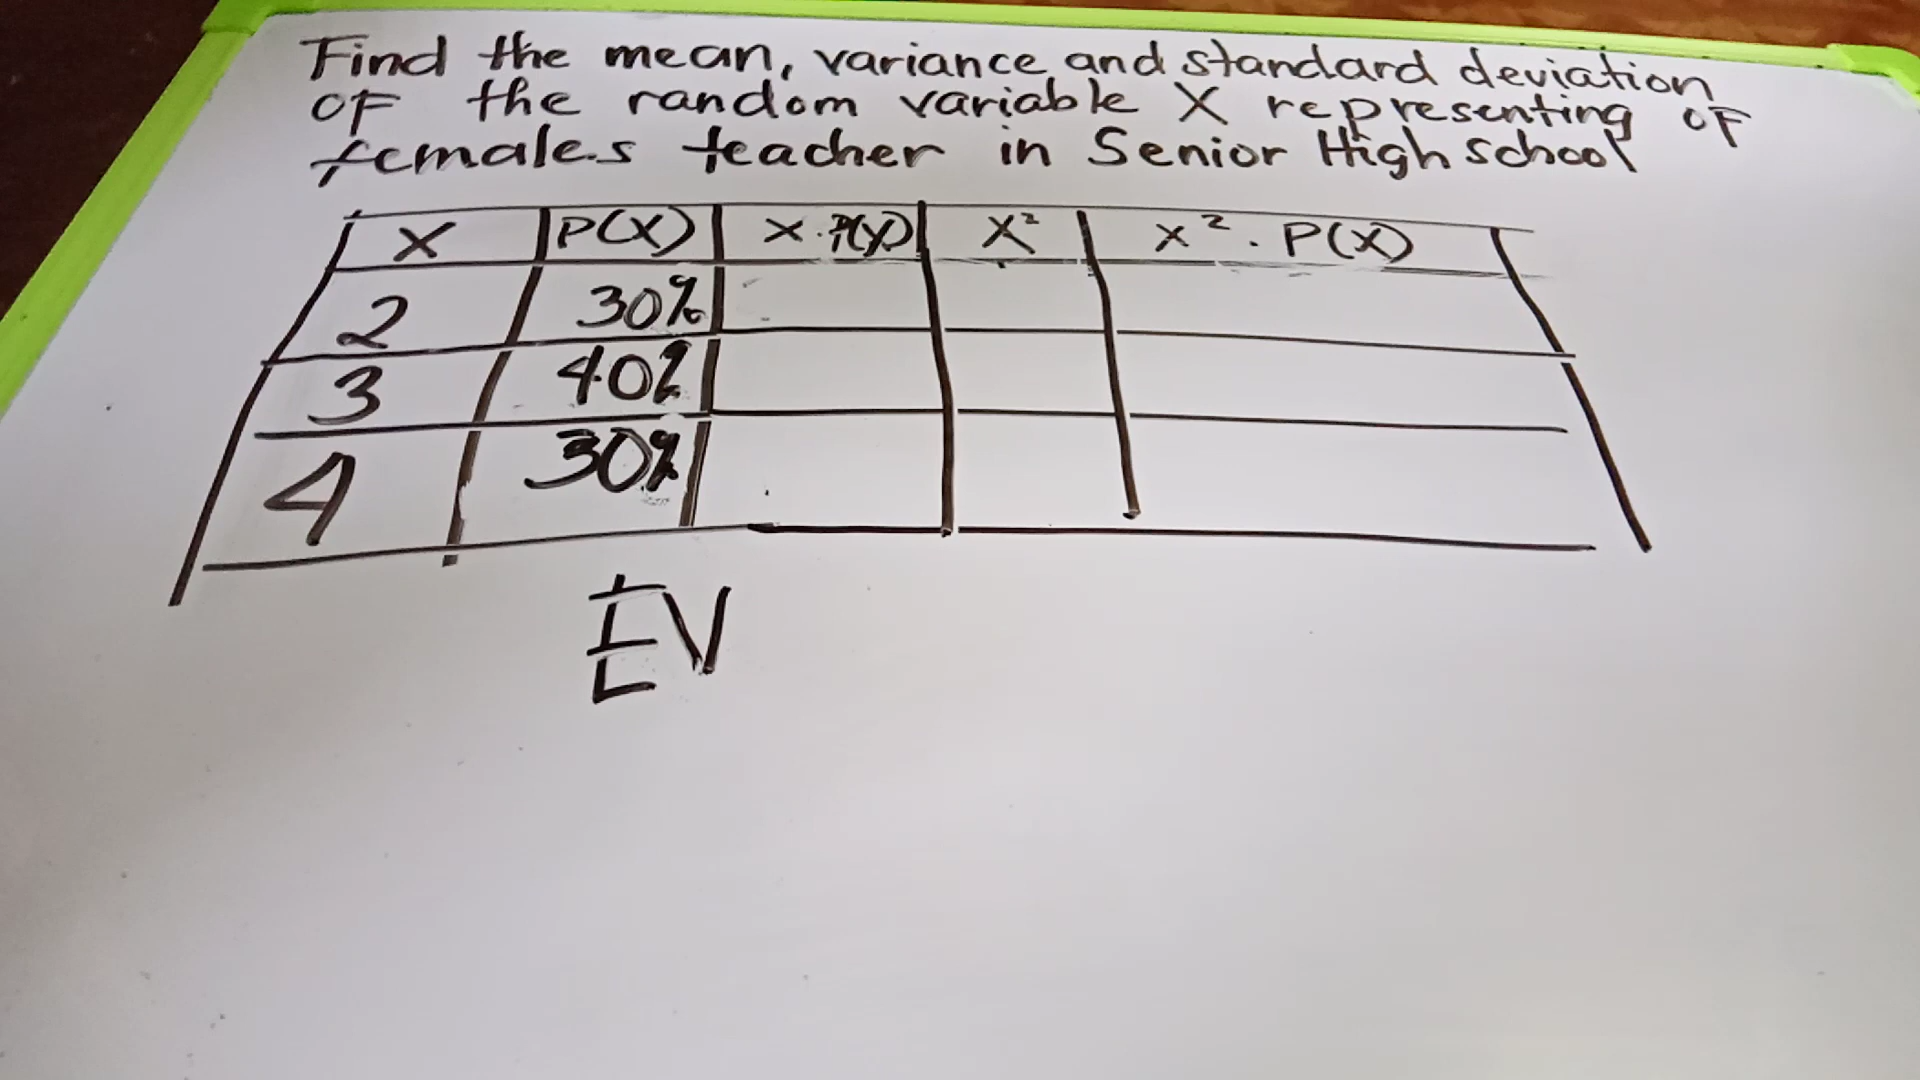 Find the mean, variance and standard deviation
OF the random variable X representing OF
females teacher in Senior High school
X P(X) X·P(X) X² X²·P(X)
2 30%
3 40%
4 30%
EV